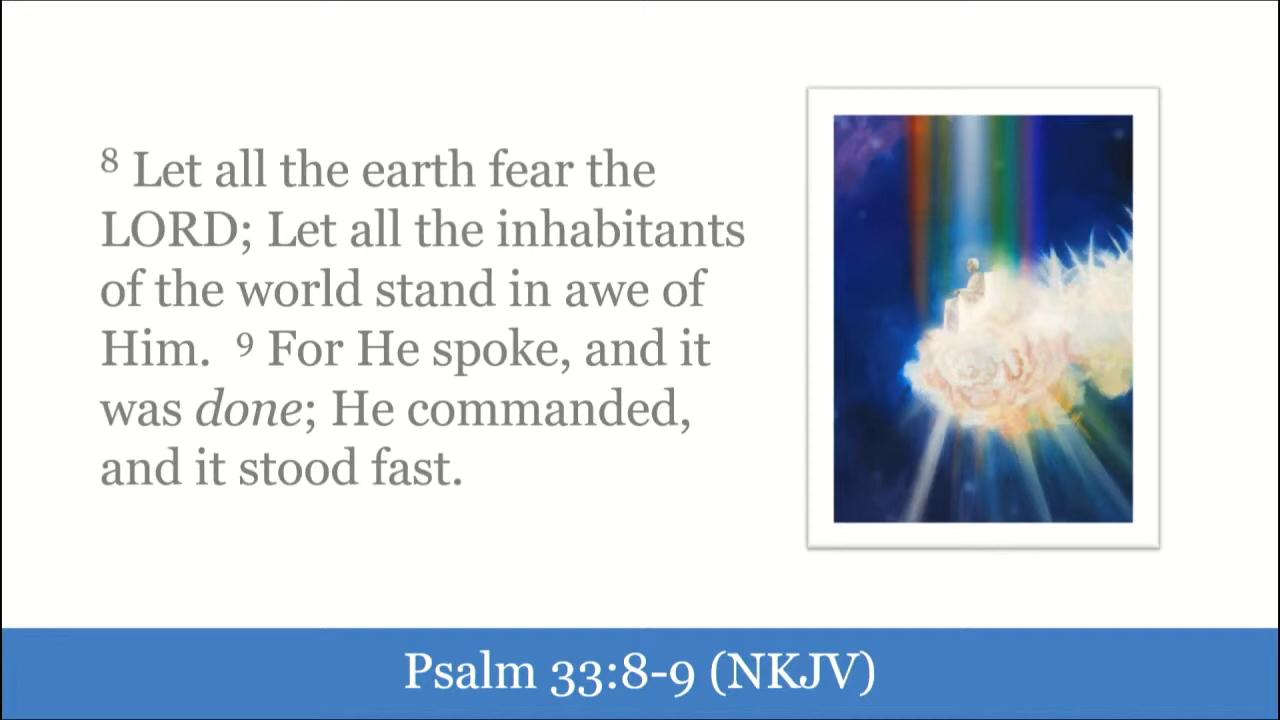 8 Let all the earth fear the
LORD; Let all the inhabitants
of the world stand in awe of
Him.  9 For He spoke, and it
was done; He commanded,
and it stood fast.
Psalm 33:8-9 (NKJV)